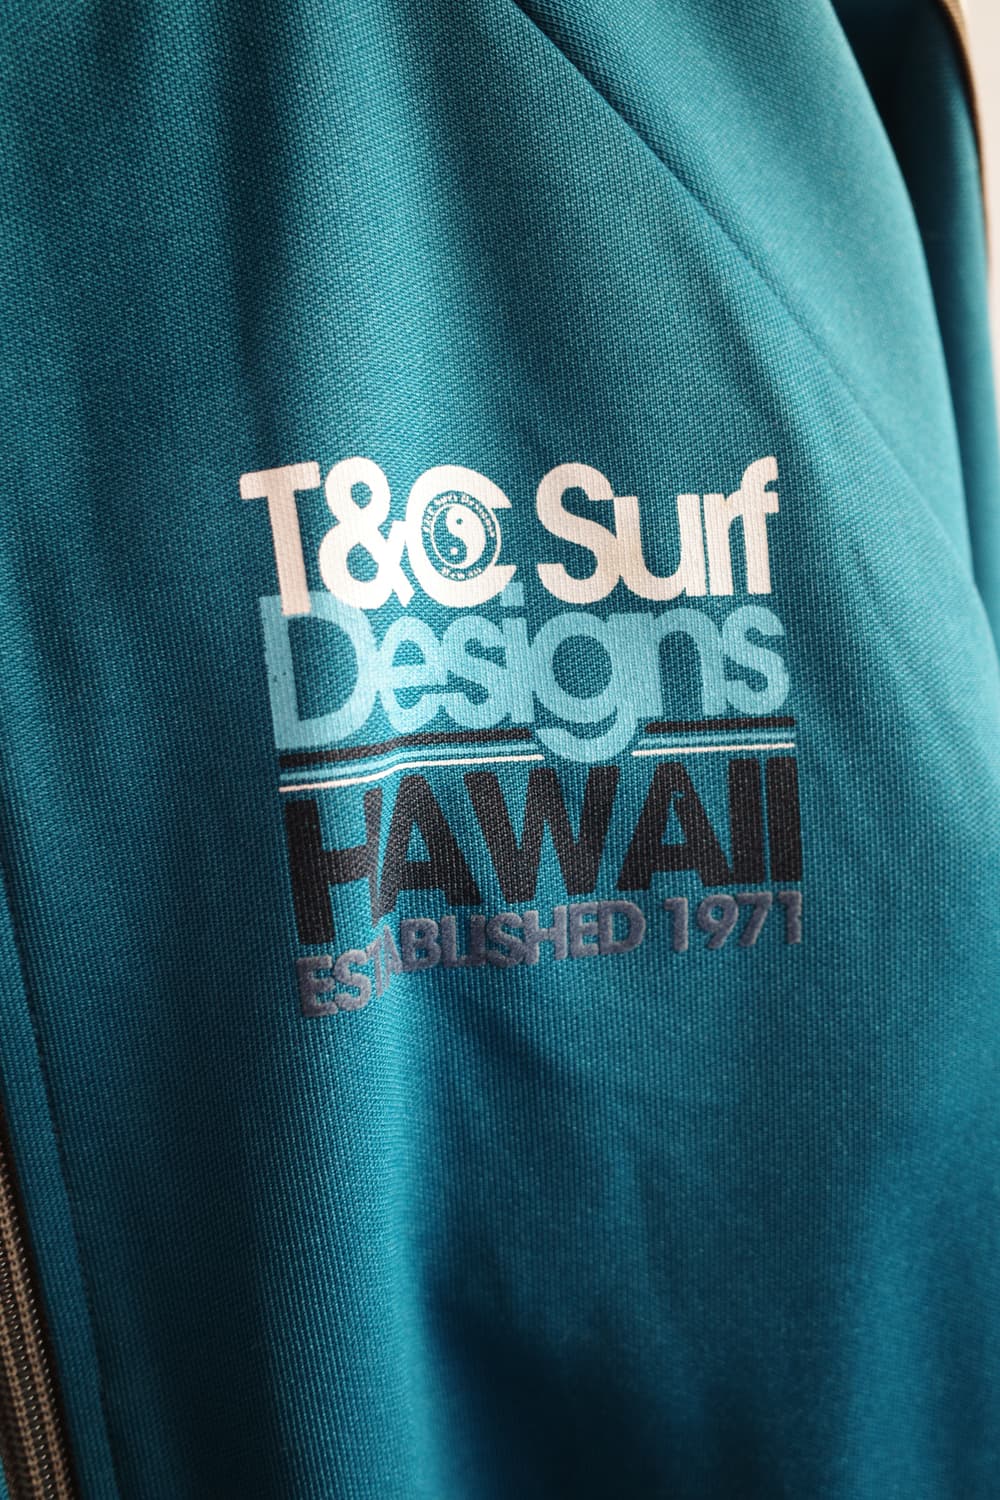 T&C Surf
Designs
HAWAII
ESTABLISHED 1971